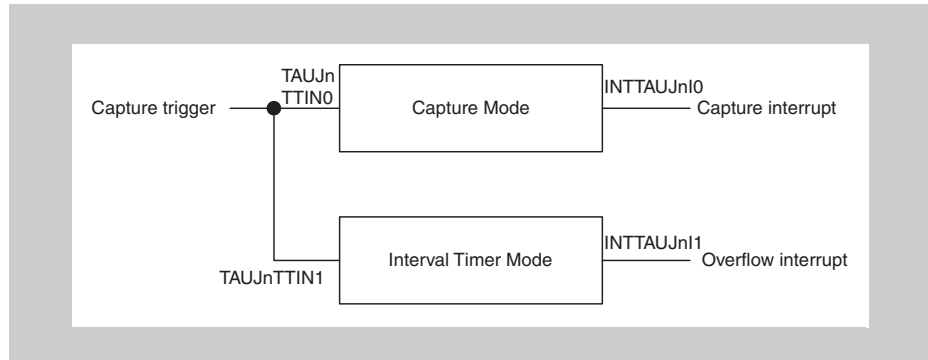 TAUJn
TTIN0
Capture trigger
Capture Mode
INTTAUJnI0
Capture interrupt
TAUJnTTIN1
Interval Timer Mode
INTTAUJnI1
Overflow interrupt